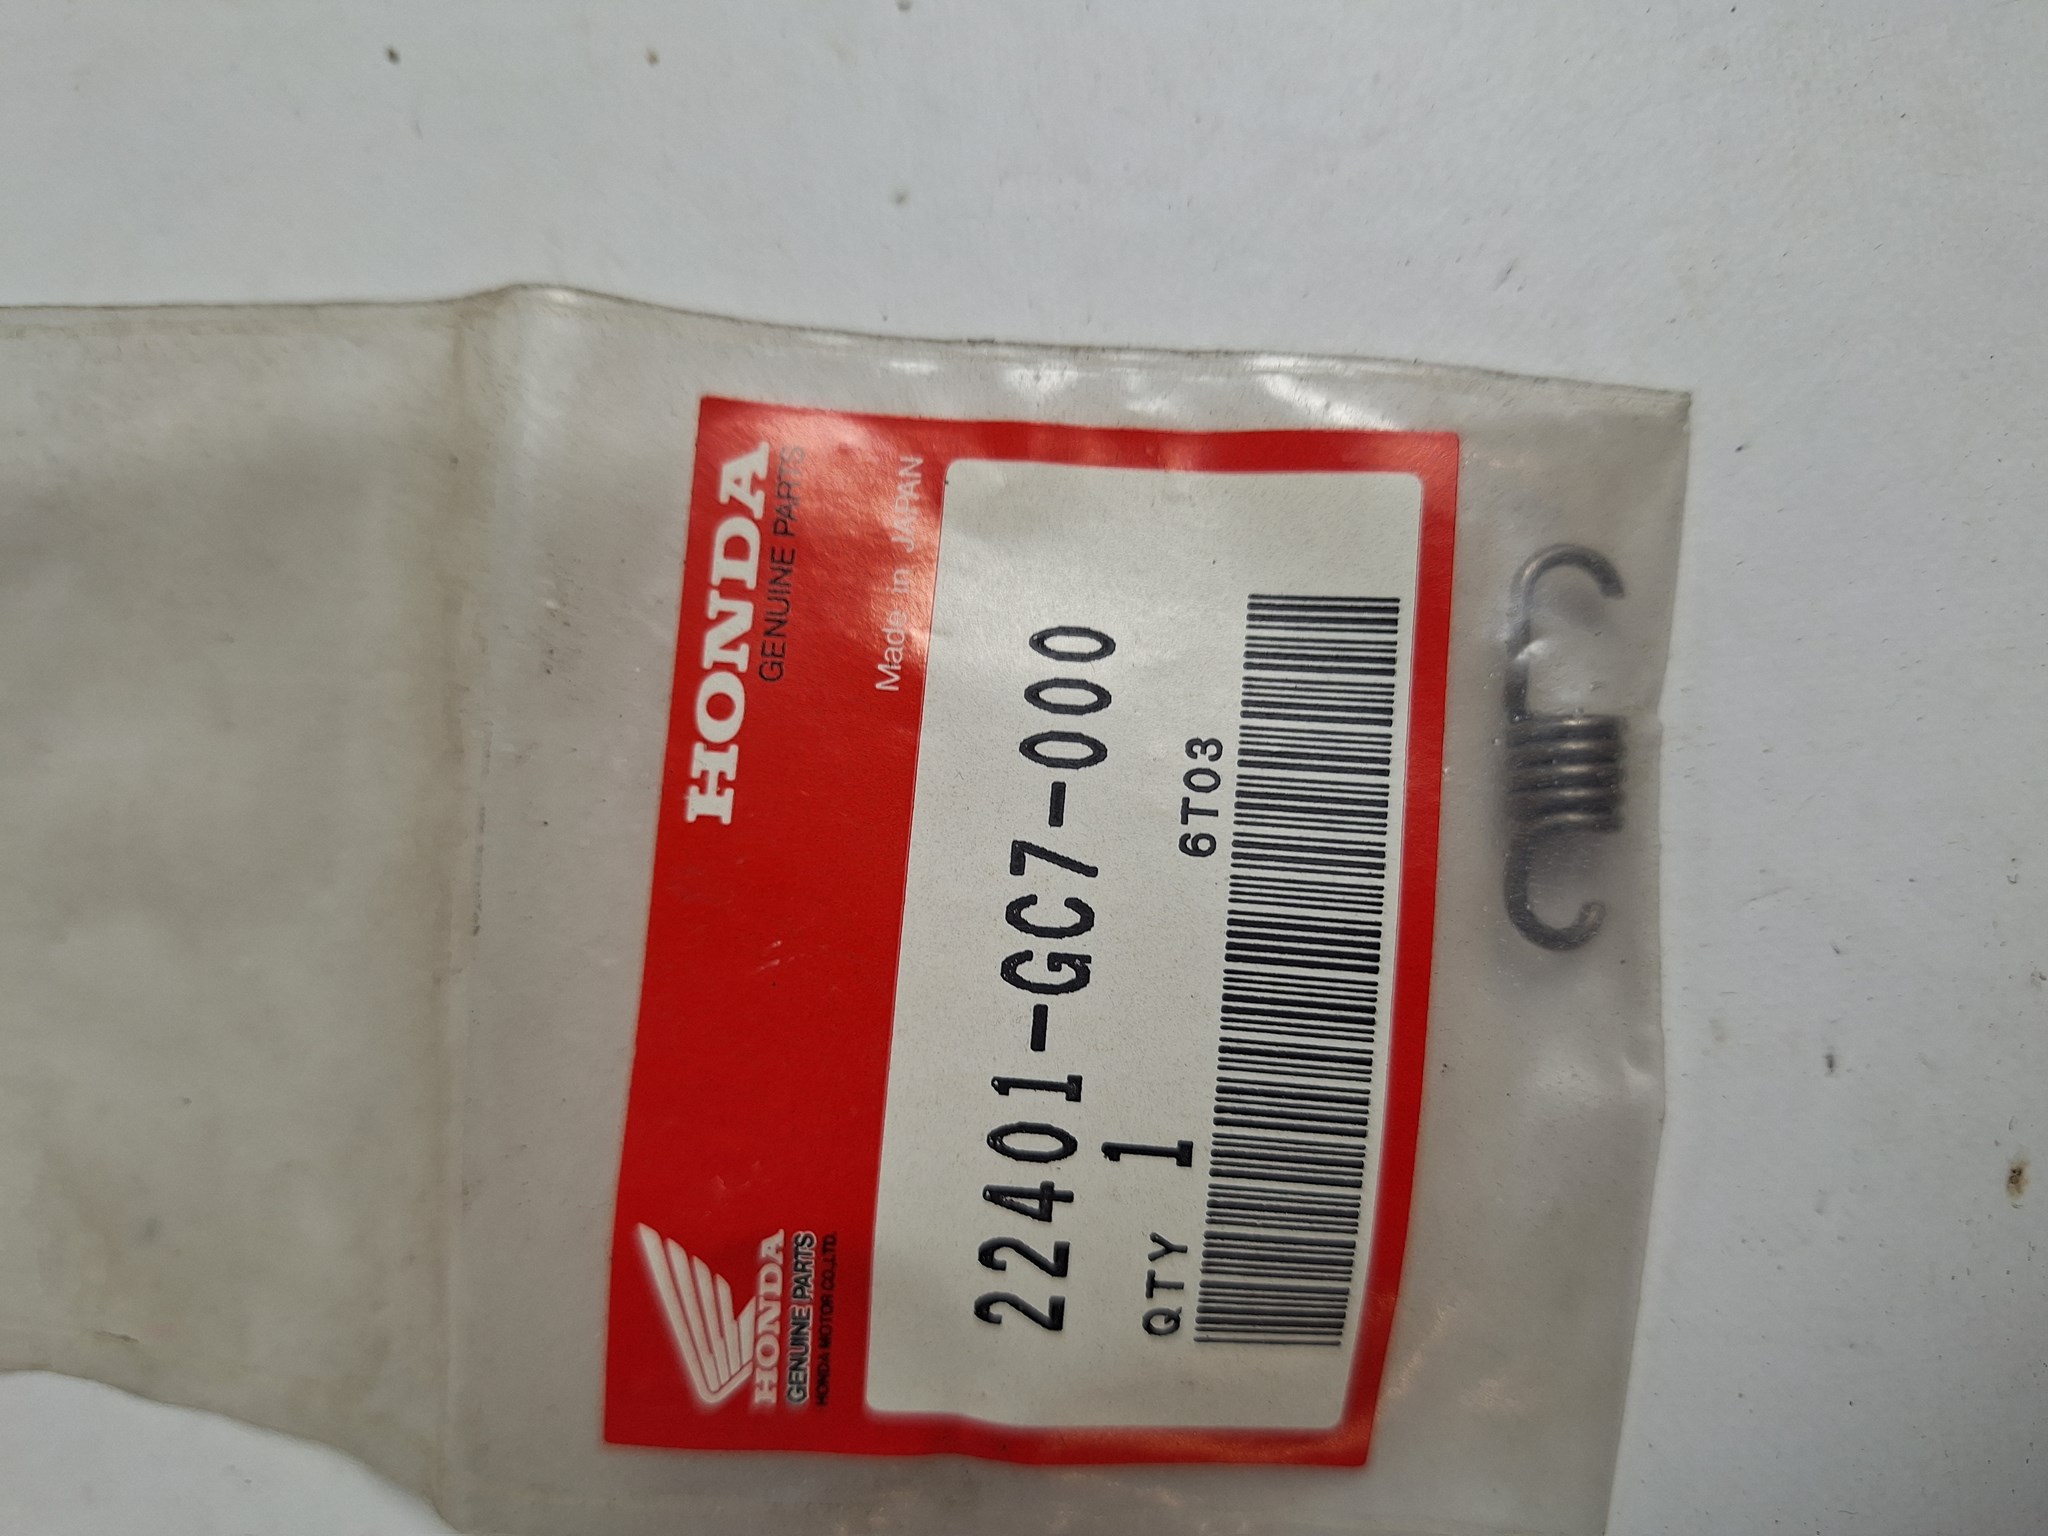 HONDA
GENUINE PARTS
HONDA MOTOR CO.,LTD.
HONDA
GENUINE PARTS
Made in JAPAN
22401-GC7-000
QTY 1
6T03